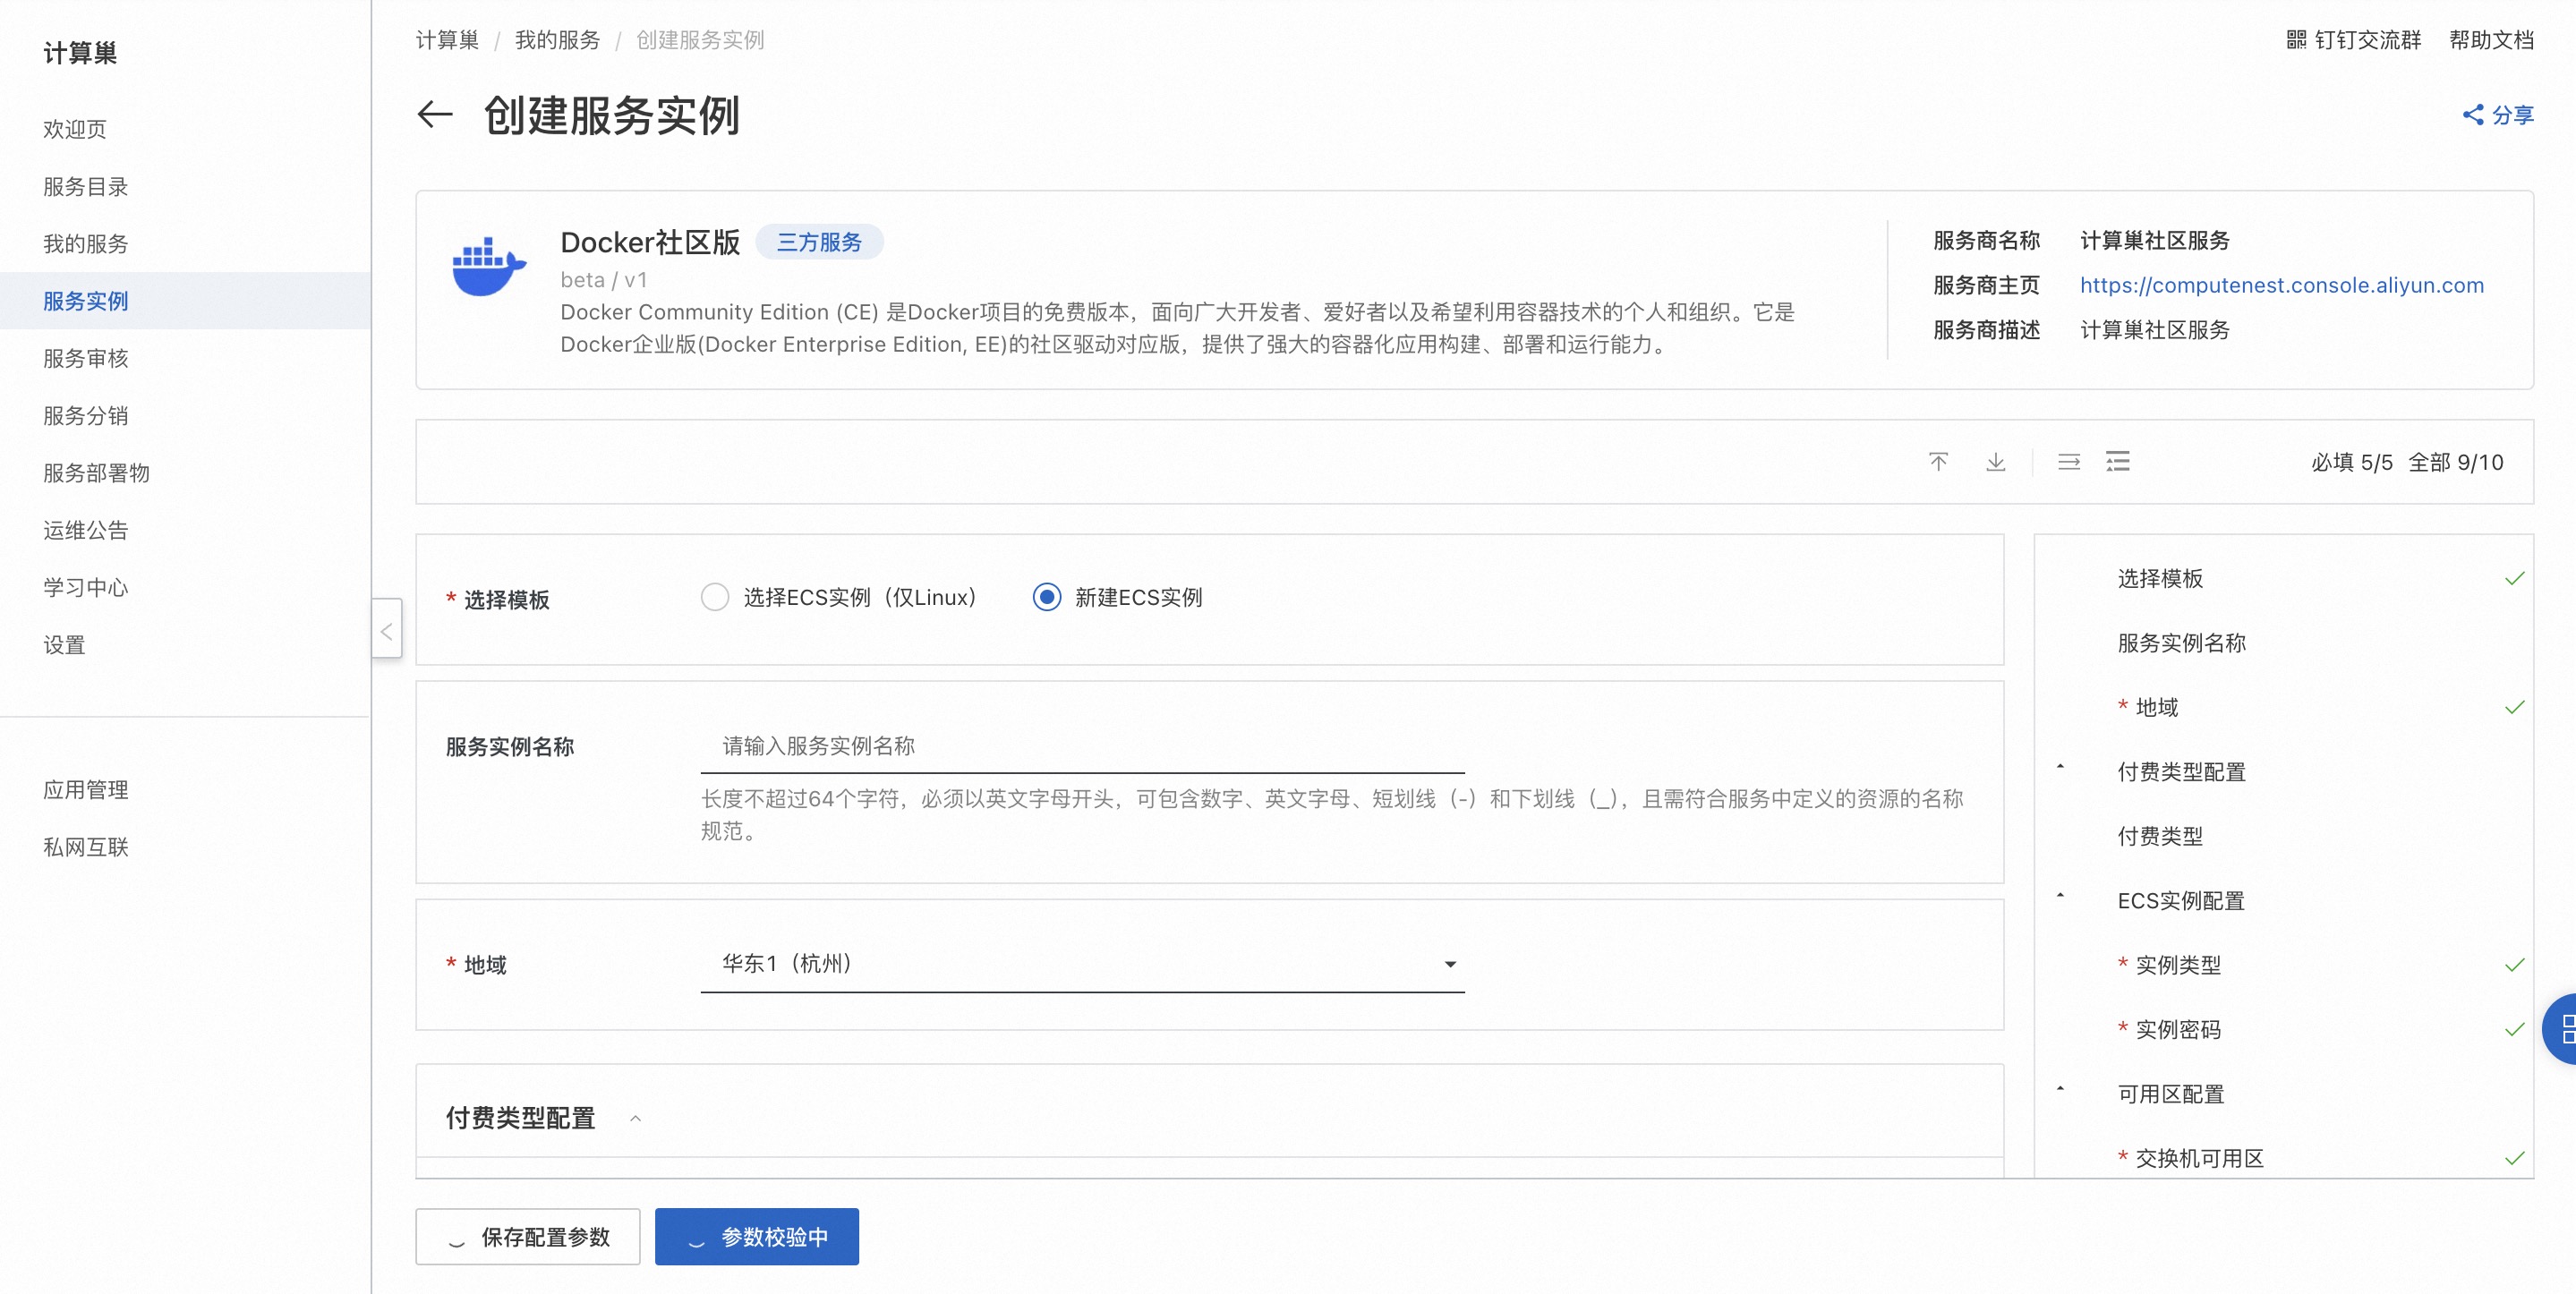 计算巢
欢迎页
服务目录
我的服务
服务实例
服务审核
服务分销
服务部署物
运维公告
学习中心
设置
应用管理
私网互联
计算巢 / 我的服务 / 创建服务实例
钉钉交流群 帮助文档
创建服务实例
分享
Docker社区版 三方服务
beta / v1
Docker Community Edition (CE) 是Docker项目的免费版本，面向广大开发者、爱好者以及希望利用容器技术的个人和组织。它是
Docker企业版(Docker Enterprise Edition, EE)的社区驱动对应版，提供了强大的容器化应用构建、部署和运行能力。
服务商名称 计算巢社区服务
服务商主页 https://computenest.console.aliyun.com
服务商描述 计算巢社区服务
必填 5/5 全部 9/10
* 选择模板 选择ECS实例（仅Linux） 新建ECS实例
服务实例名称 请输入服务实例名称
长度不超过64个字符，必须以英文字母开头，可包含数字、英文字母、短划线（-）和下划线（_），且需符合服务中定义的资源的名称
规范。
* 地域 华东1（杭州）
付费类型配置
选择模板
服务实例名称
* 地域
付费类型配置
付费类型
ECS实例配置
* 实例类型
* 实例密码
可用区配置
* 交换机可用区
保存配置参数 参数校验中